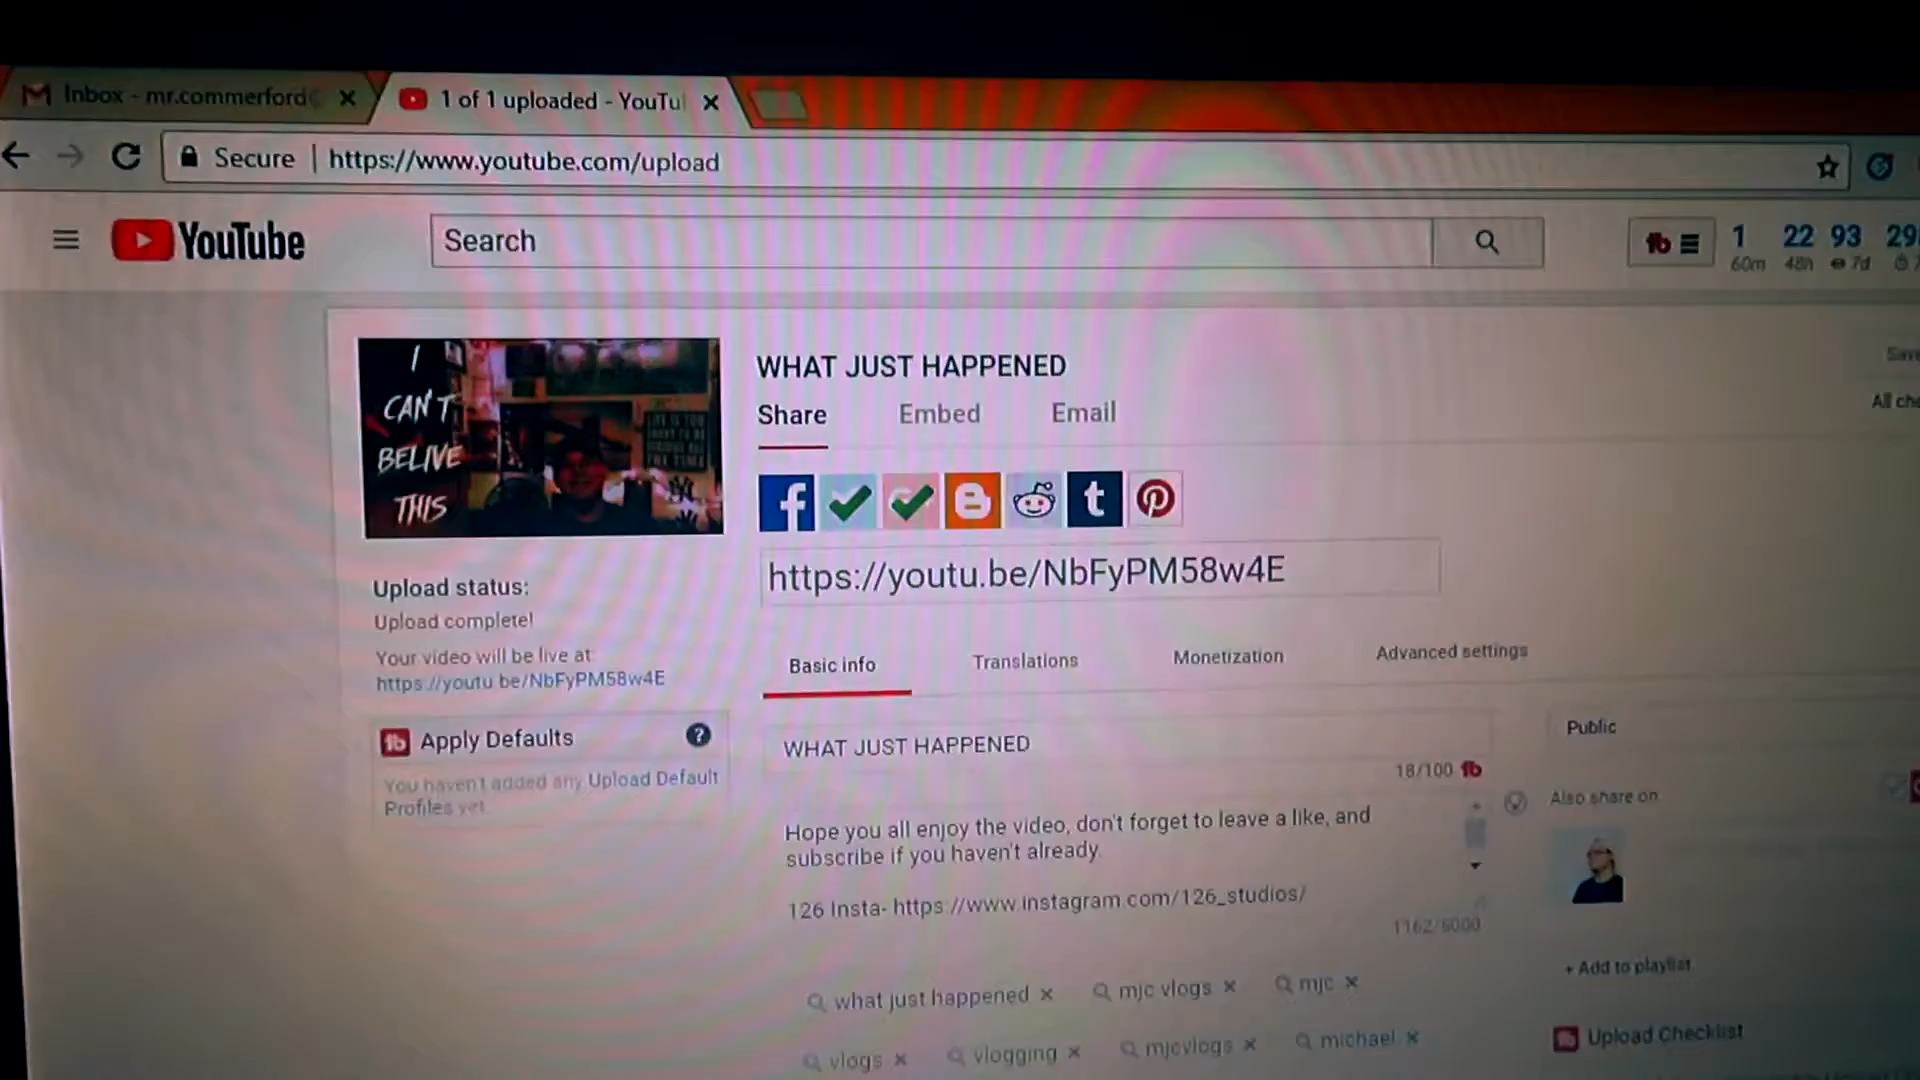 Inbox - mr.commerford
1 of 1 uploaded - YouTu
Secure | https://www.youtube.com/upload
YouTube
Search
1 22 93 29
60m 48h 7d
I
CAN'T
BELIVE
THIS
WHAT JUST HAPPENED
Share Embed Email
Save
All
https://youtu.be/NbFyPM58w4E
Upload status:
Upload complete!
Your video will be live at:
https://youtu.be/NbFyPM58w4E
Apply Defaults ?
You haven't added any Upload Default
Profiles yet.
Basic info Translations Monetization Advanced settings
WHAT JUST HAPPENED
18/100
Hope you all enjoy the video, don't forget to leave a like, and
subscribe if you haven't already.
126 Insta- https://www.instagram.com/126_studios/
1162/5000
what just happened × mjc vlogs × mjc ×
vlogs × vlogging × mjcvlogs × michael ×
Public
Also share on
+ Add to playlist
Upload Checklist